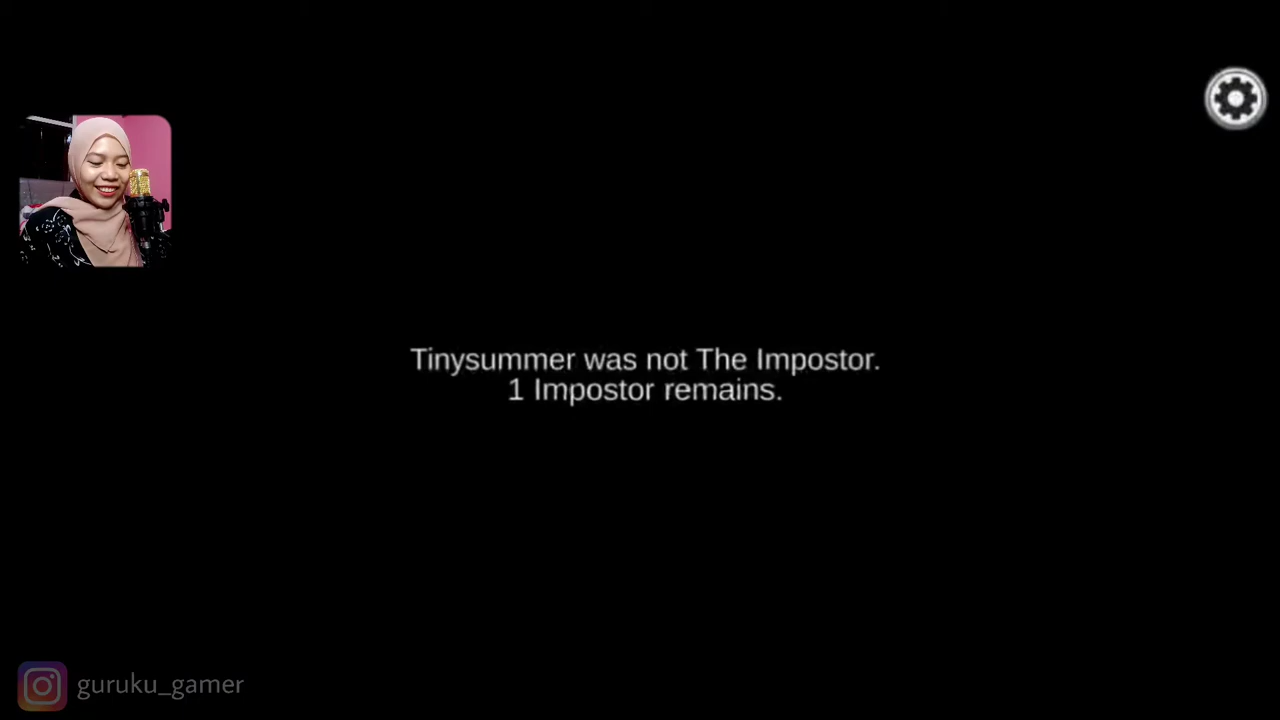 Tinysummer was not The Impostor.
1 Impostor remains.
guruku_gamer